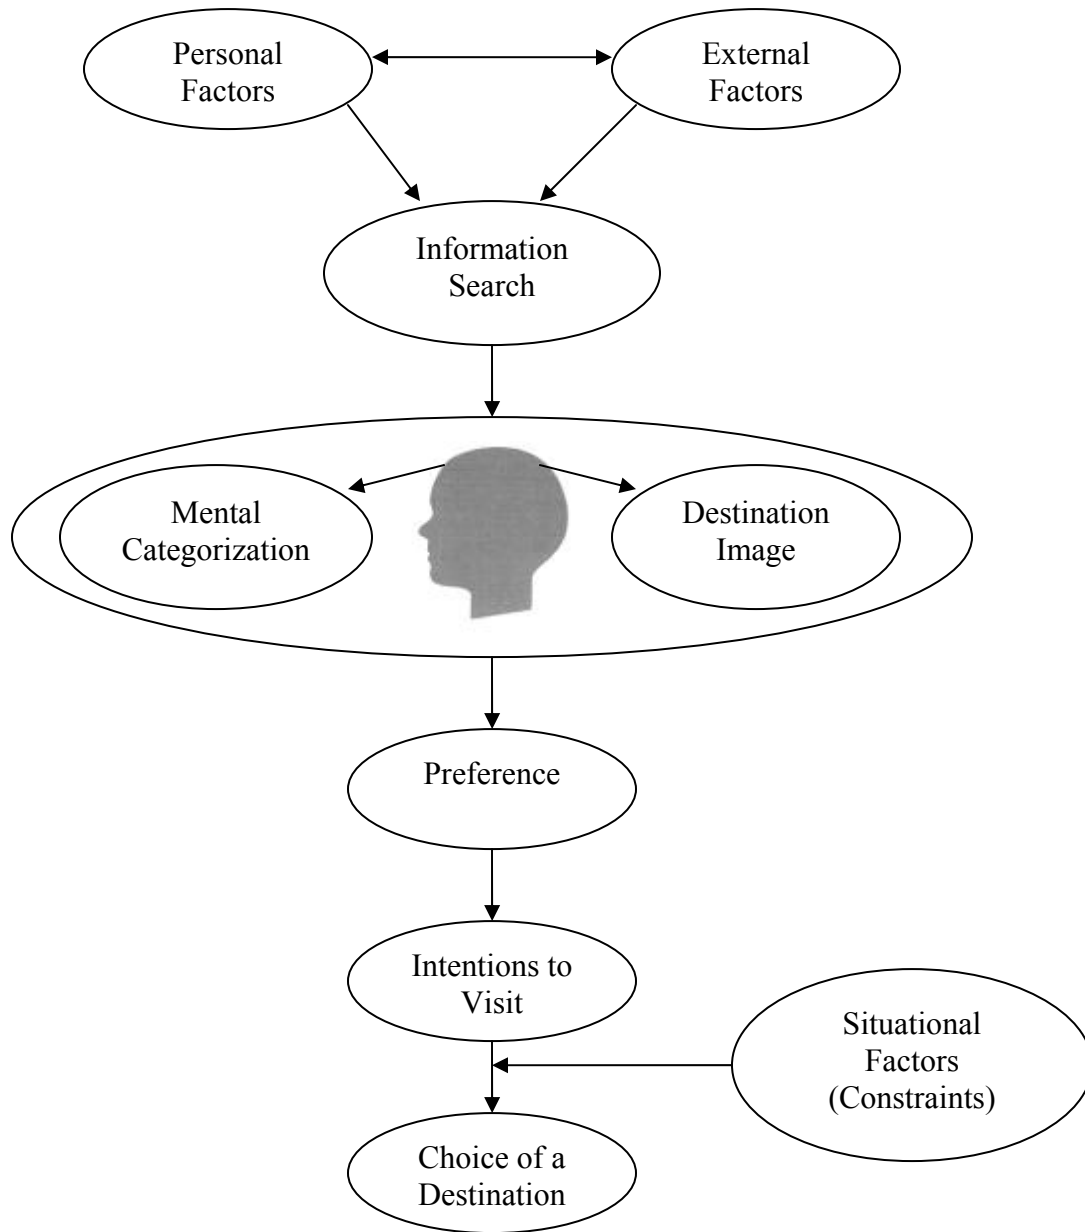 Personal
Factors
External
Factors
Information
Search
Mental
Categorization
Destination
Image
Preference
Intentions to
Visit
Situational
Factors
(Constraints)
Choice of a
Destination